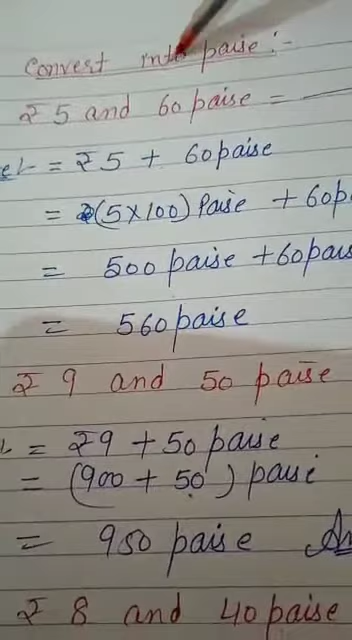 Convert into paise :-
₹ 5 and 60 paise =
= ₹5 + 60 paise
= (5×100) Paise + 60p
= 500 paise + 60 pais
= 560 paise
₹ 9 and 50 paise
= ₹9 + 50 paise
= (900 + 50) paise
= 950 paise An
₹ 8 and 40 paise